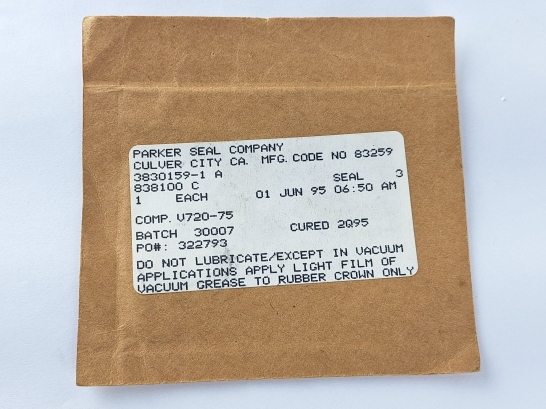 PARKER SEAL COMPANY
CULVER CITY CA. MFG. CODE NO 83259
3830159-1 A
838100 C SEAL 3
1 EACH 01 JUN 95 06:50 AM
COMP. V720-75
BATCH 30007 CURED 2Q95
PO#: 322793
DO NOT LUBRICATE/EXCEPT IN VACUUM
APPLICATIONS APPLY LIGHT FILM OF
VACUUM GREASE TO RUBBER CROWN ONLY